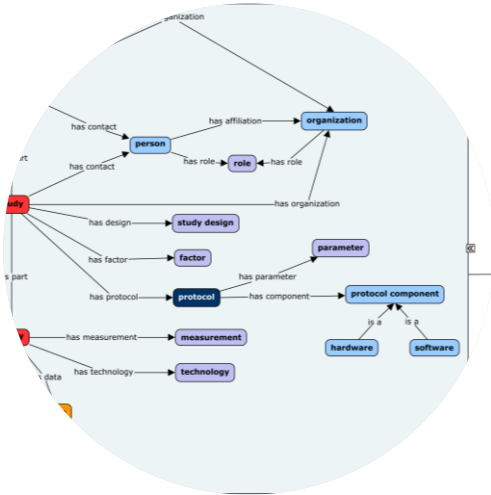 ganization
has contact
has affiliation
organization
person
has role
role
has role
has contact
udy
has organization
has design
study design
parameter
has factor
factor
has parameter
s part
has protocol
protocol
has component
protocol component
is a
is a
has measurement
measurement
hardware
software
has technology
technology
data